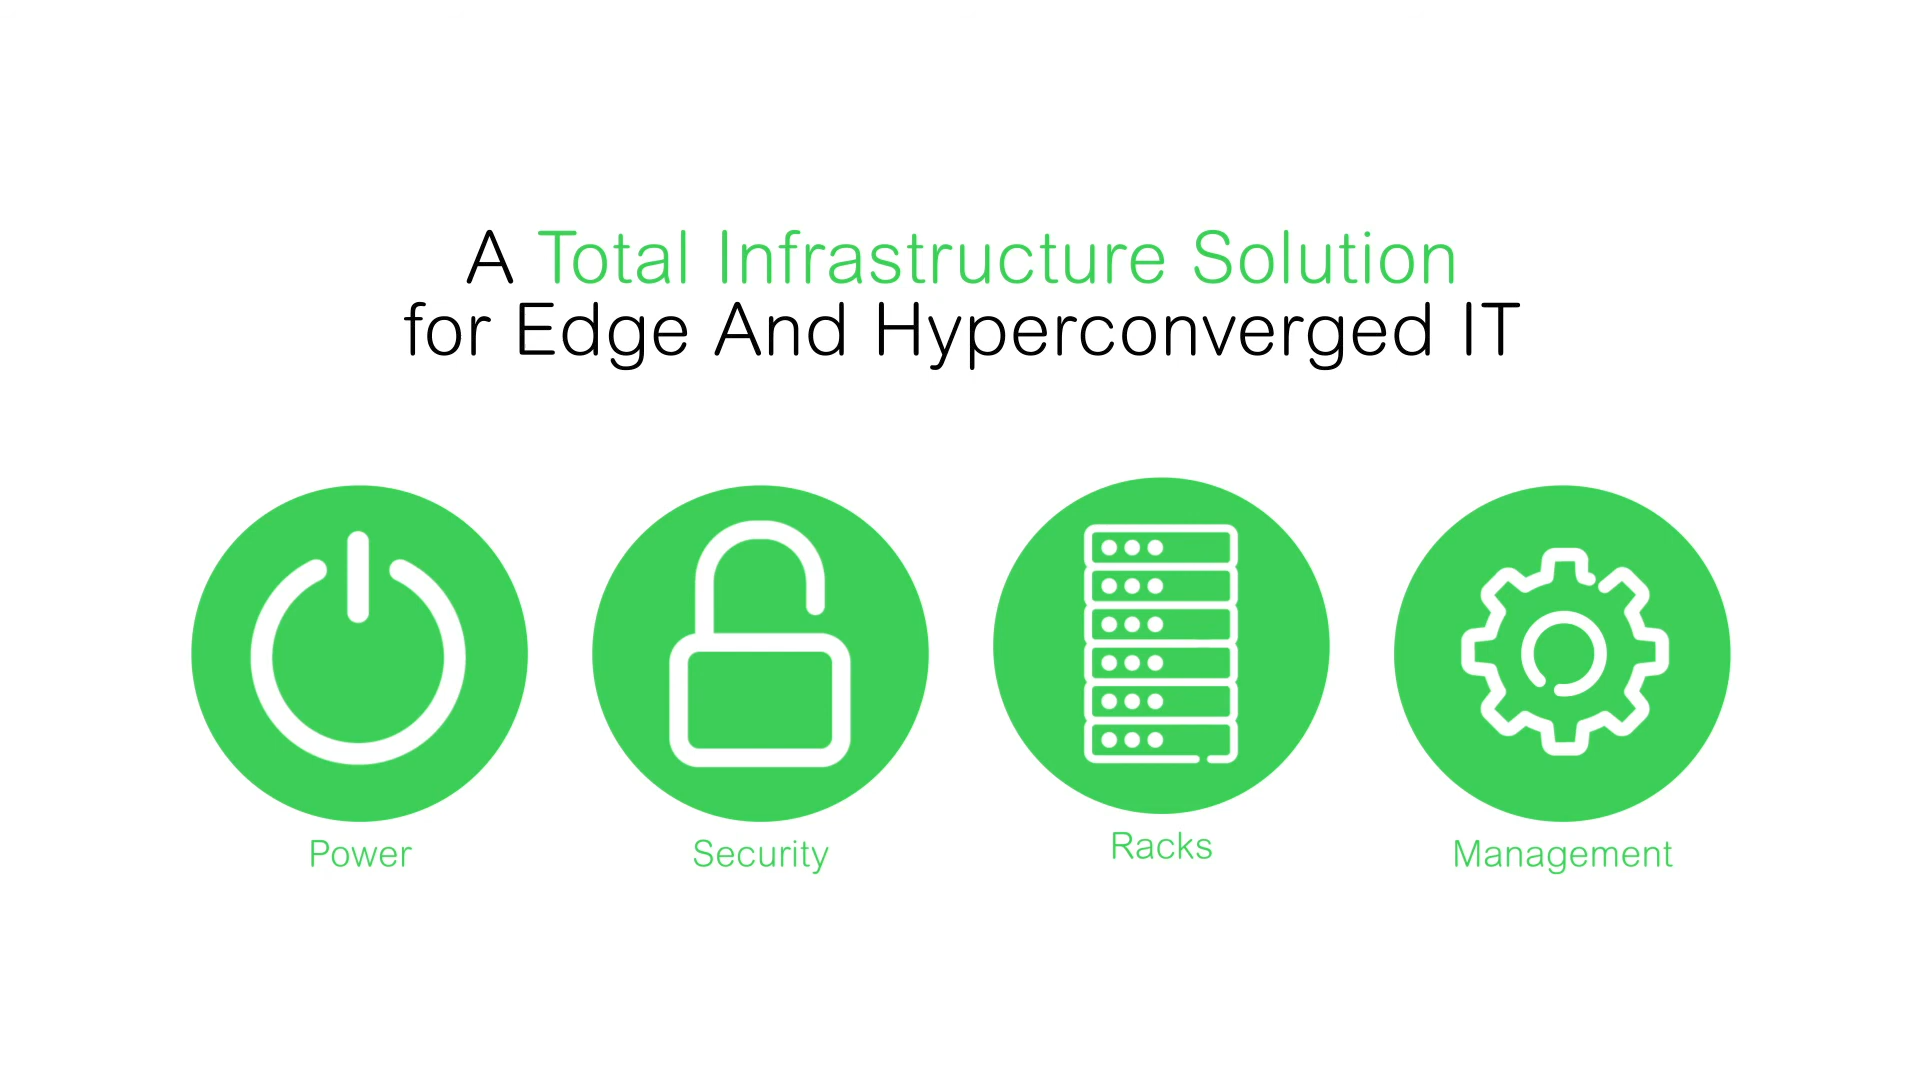 A Total Infrastructure Solution
for Edge And Hyperconverged IT
Power
Security
Racks
Management